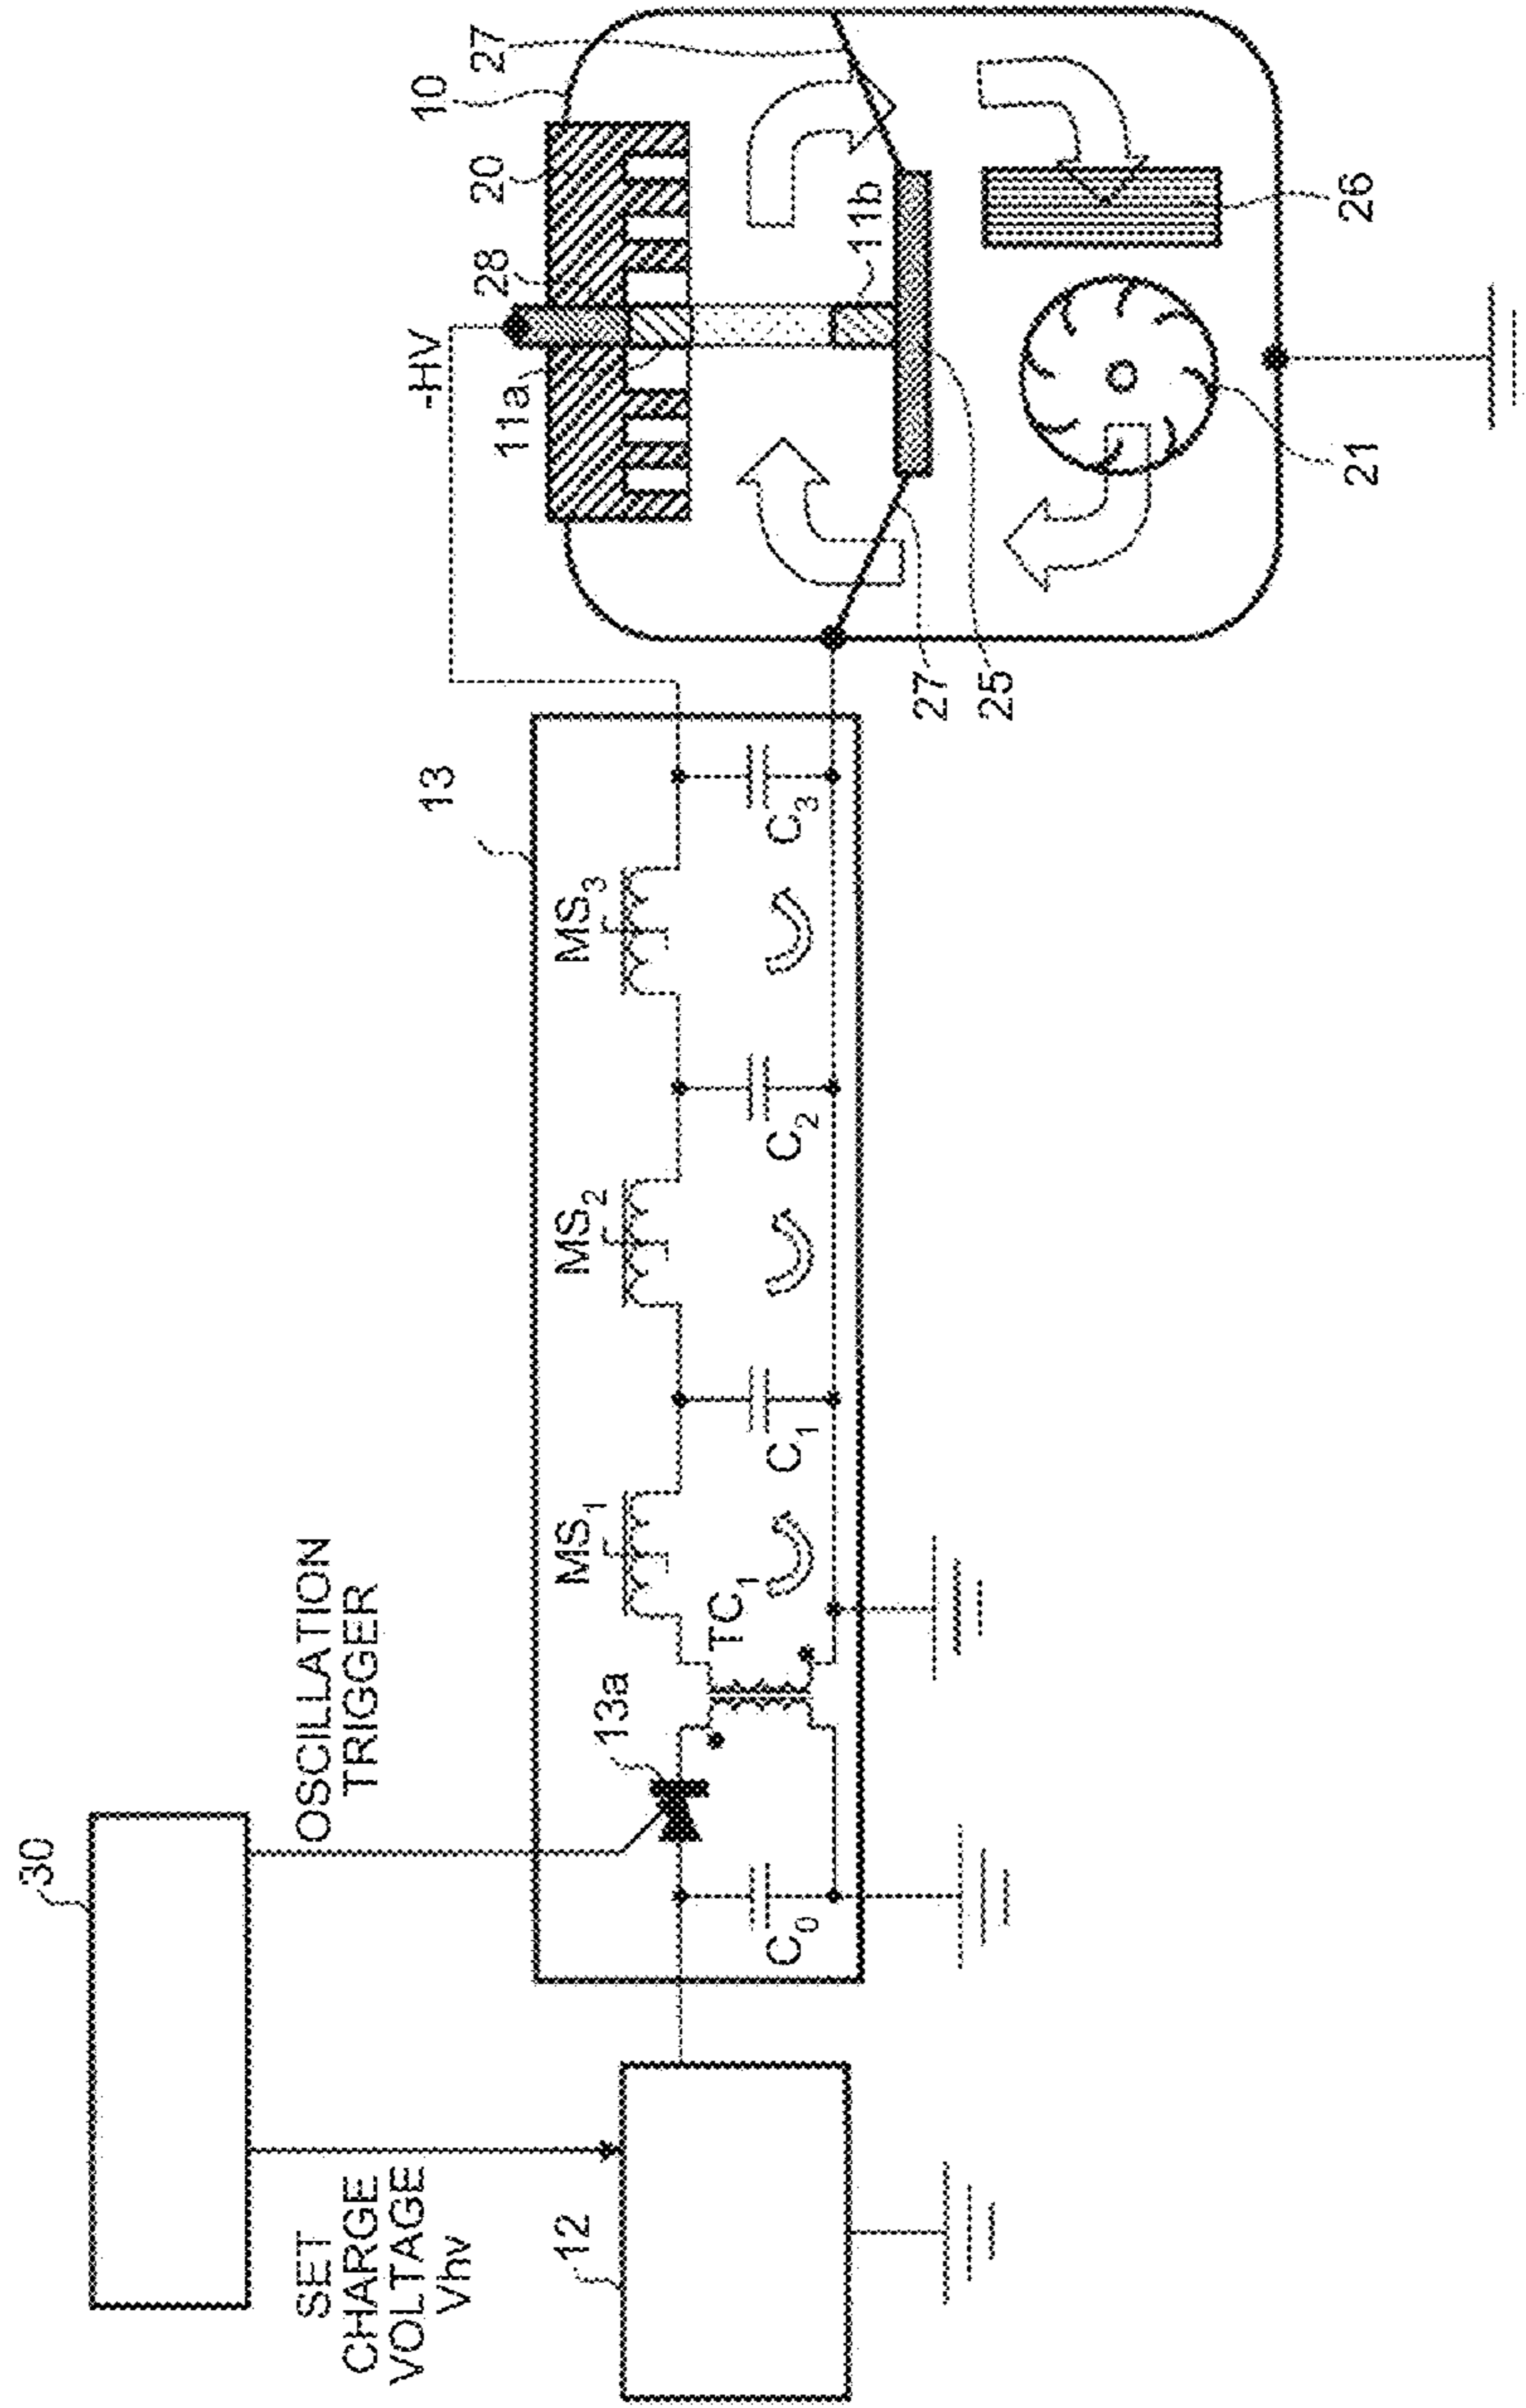 30
SET
CHARGE
VOLTAGE
Vhv
OSCILLATION
TRIGGER
12
13
13a
TC1
MS1
MS2
MS3
C0
C1
C2
C3
-HV
11a
28
20
10
27
11b
27
25
21
26